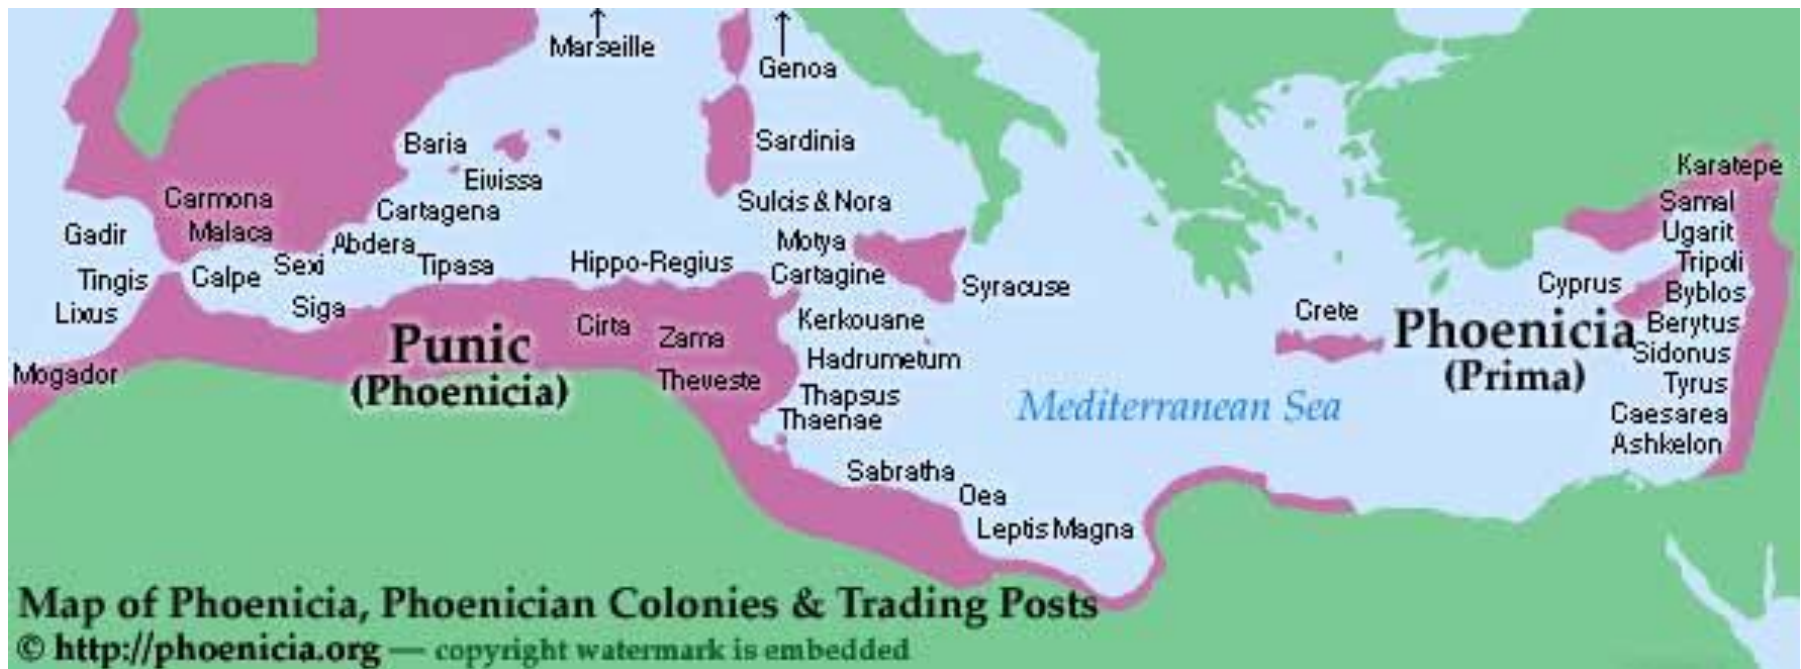 Marseille
Genoa
Baria
Sardinia
Eivissa
Karatepe
Carmona
Cartagena
Sulcis & Nora
Samal
Gadir
Malaca
Abdera
Motya
Ugarit
Sexi
Tipasa
Hippo-Regius
Cartagine
Tripoli
Tingis
Calpe
Syracuse
Cyprus
Byblos
Lixus
Siga
Cirta
Zama
Kerkouane
Crete
Phoenicia
(Prima)
Berytus
Punic
(Phoenicia)
Hadrumetum
Sidonus
Mogador
Theveste
Thapsus
Tyrus
Thaenae
Mediterranean Sea
Caesarea
Ashkelon
Sabratha
Oea
Leptis Magna
Map of Phoenicia, Phoenician Colonies & Trading Posts
© http://phoenicia.org — copyright watermark is embedded